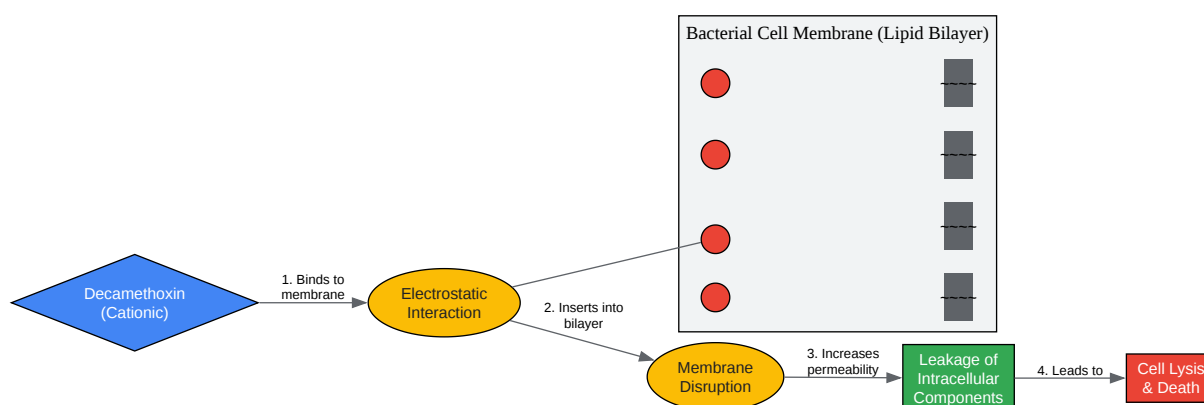 Bacterial Cell Membrane (Lipid Bilayer)
~~~~
~~~~
~~~~
~~~~
Decamethoxin
(Cationic)
1. Binds to
membrane
Electrostatic
Interaction
2. Inserts into
bilayer
Membrane
Disruption
3. Increases
permeability
Leakage of
Intracellular
Components
4. Leads to
Cell Lysis
& Death